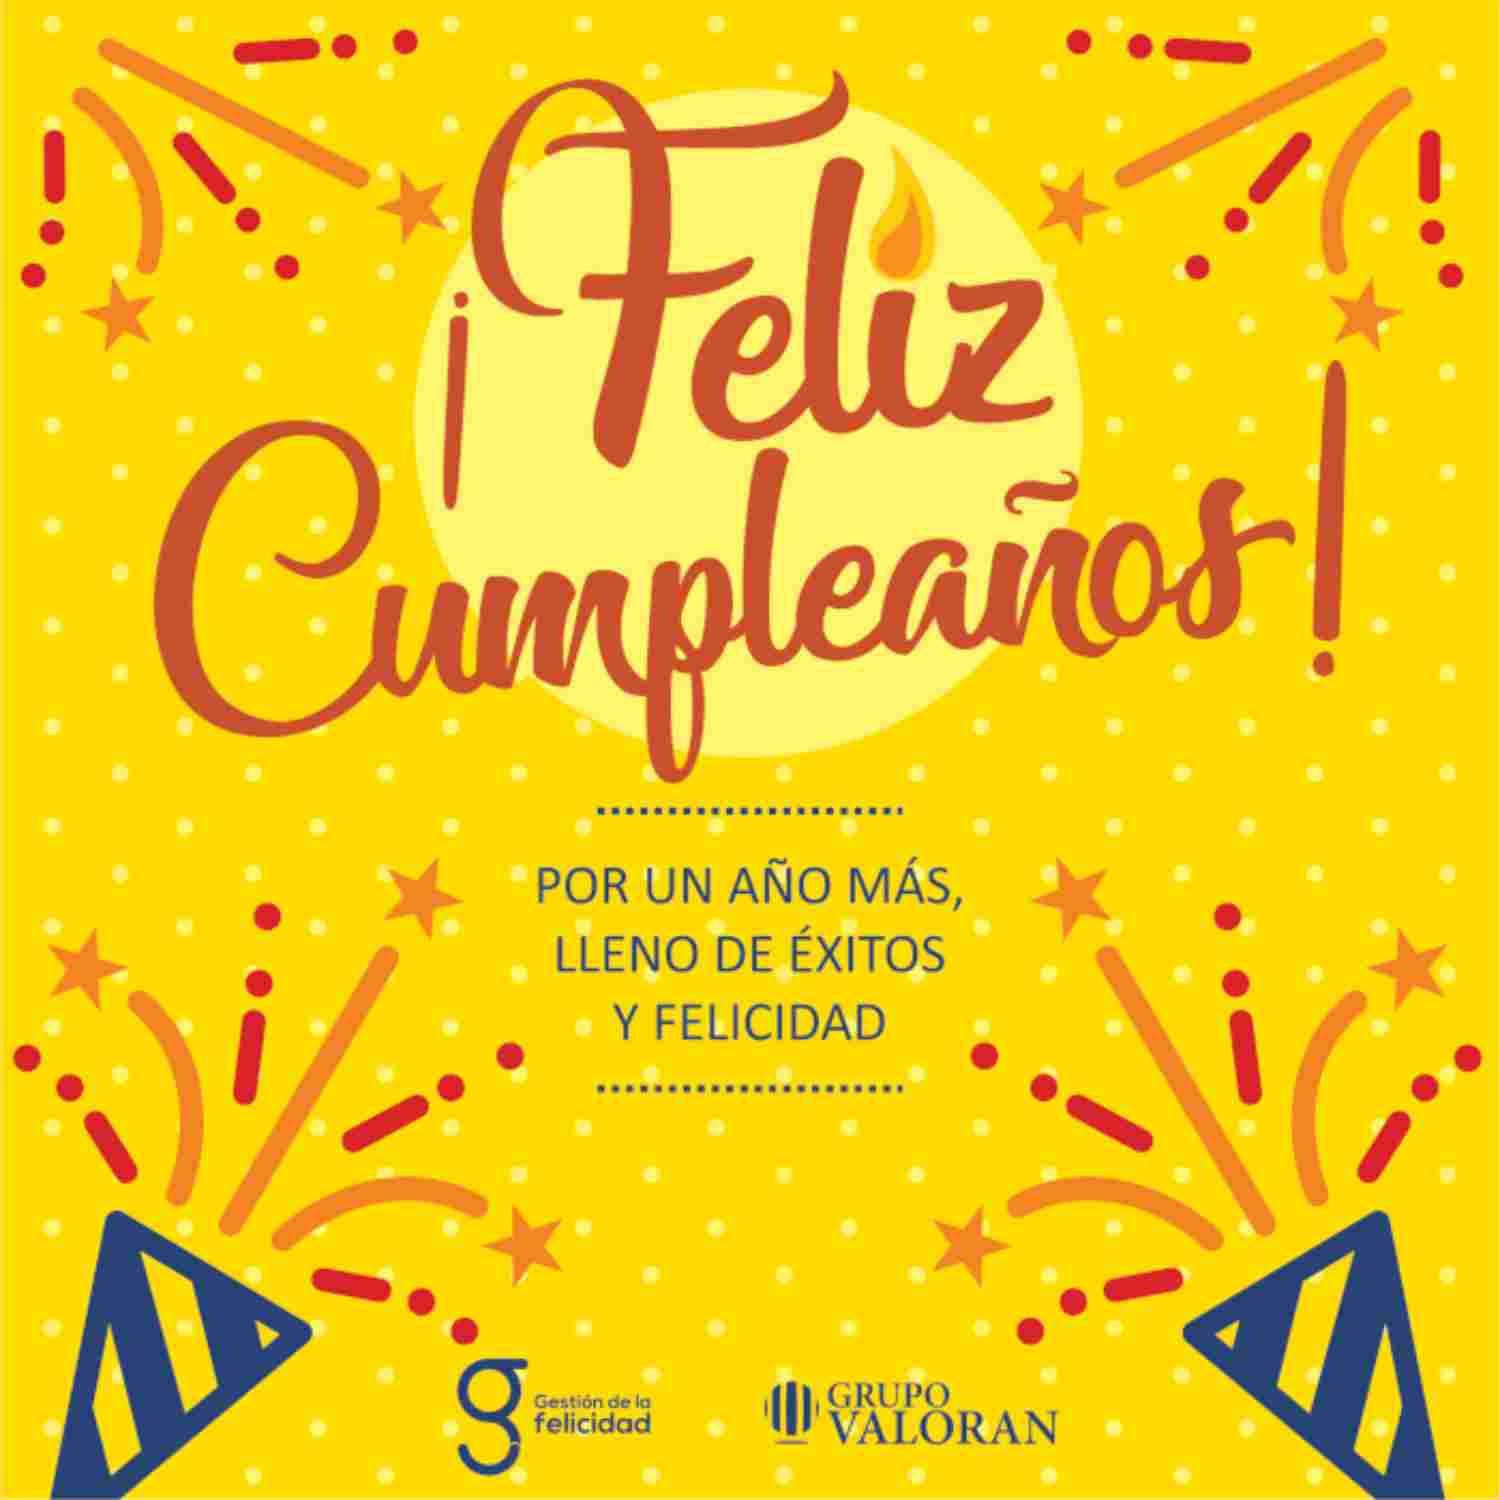 ¡Feliz
Cumpleaños!
POR UN AÑO MÁS,
LLENO DE ÉXITOS
Y FELICIDAD
g
Gestión de la
felicidad
GRUPO
VALORAN